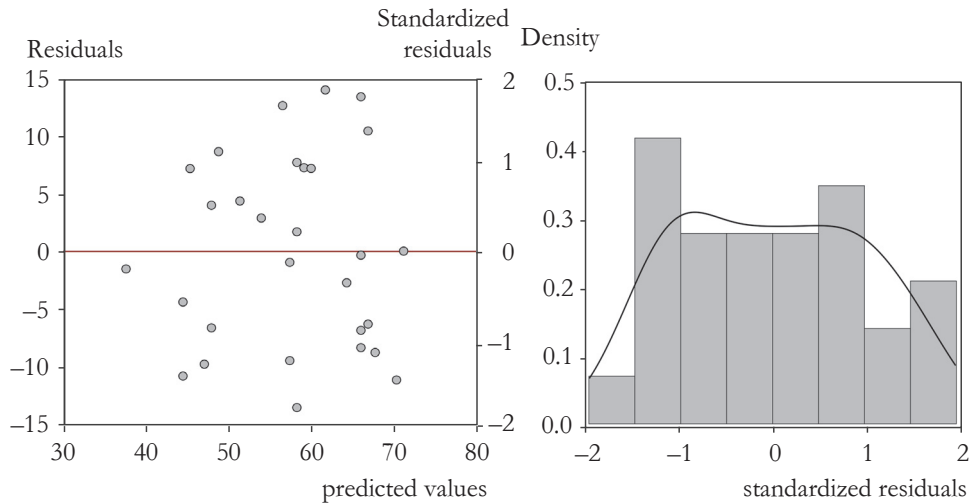 Residuals
Standardized
residuals
15
10
5
0
−5
−10
−15
2
1
0
−1
−2
30 40 50 60 70 80
predicted values
Density
0.5
0.4
0.3
0.2
0.1
0.0
−2 −1 0 1 2
standardized residuals